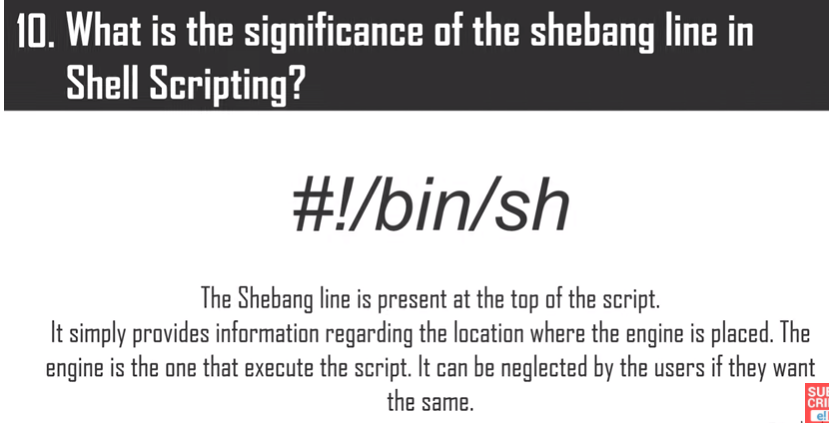 10. What is the significance of the shebang line in
Shell Scripting?
#!/bin/sh
The Shebang line is present at the top of the script.
It simply provides information regarding the location where the engine is placed. The
engine is the one that execute the script. It can be neglected by the users if they want
the same.
SUB
CRI
e!